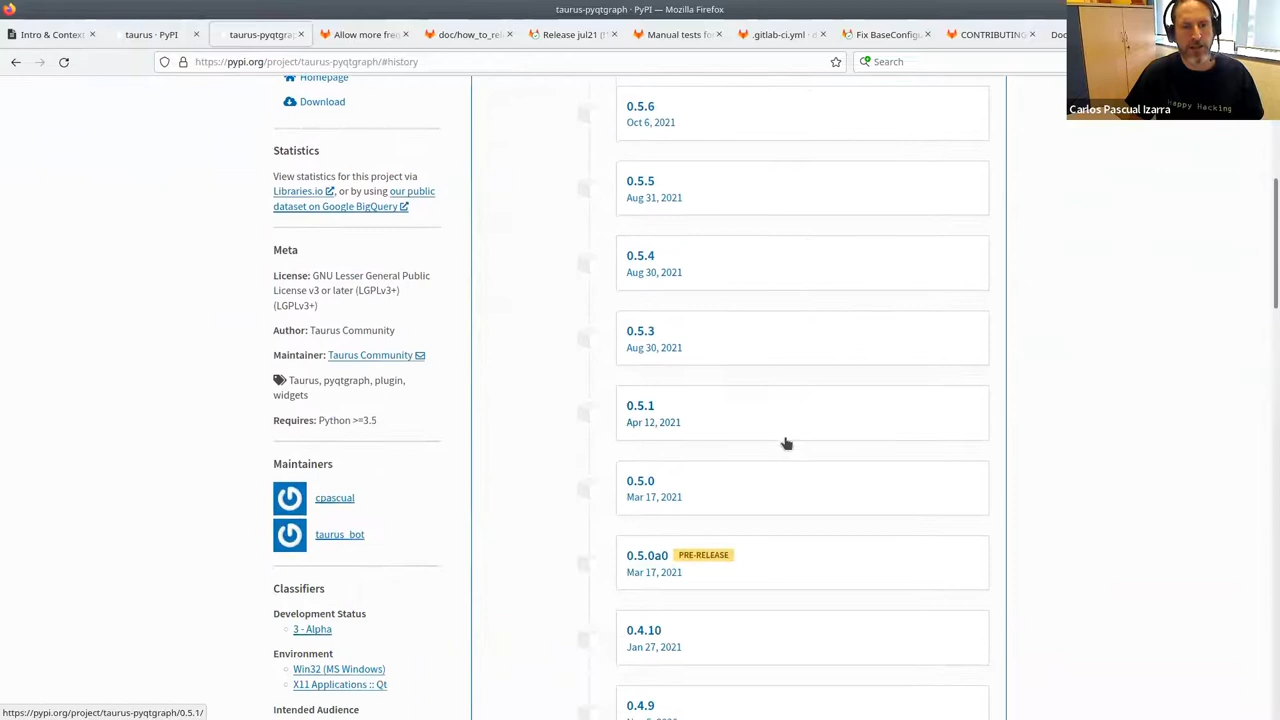 taurus-pyqtgraph · PyPI — Mozilla Firefox
Intro & Context
taurus · PyPI
taurus-pyqtgra
Allow more freq
doc/how_to_rel
Release jul21 (!
Manual tests fo
.gitlab-ci.yml · d
Fix BaseConfigu
CONTRIBUTING
Doc
https://pypi.org/project/taurus-pyqtgraph/#history
Search
Homepage
Download
Statistics
View statistics for this project via
Libraries.io, or by using our public
dataset on Google BigQuery
Meta
License: GNU Lesser General Public
License v3 or later (LGPLv3+)
(LGPLv3+)
Author: Taurus Community
Maintainer: Taurus Community
Taurus, pyqtgraph, plugin,
widgets
Requires: Python >=3.5
Maintainers
cpascual
taurus_bot
Classifiers
Development Status
3 - Alpha
Environment
Win32 (MS Windows)
X11 Applications :: Qt
Intended Audience
0.5.6
Oct 6, 2021
0.5.5
Aug 31, 2021
0.5.4
Aug 30, 2021
0.5.3
Aug 30, 2021
0.5.1
Apr 12, 2021
0.5.0
Mar 17, 2021
0.5.0a0 PRE-RELEASE
Mar 17, 2021
0.4.10
Jan 27, 2021
0.4.9
https://pypi.org/project/taurus-pyqtgraph/0.5.1/
Happy Hacking
Carlos Pascual Izarra